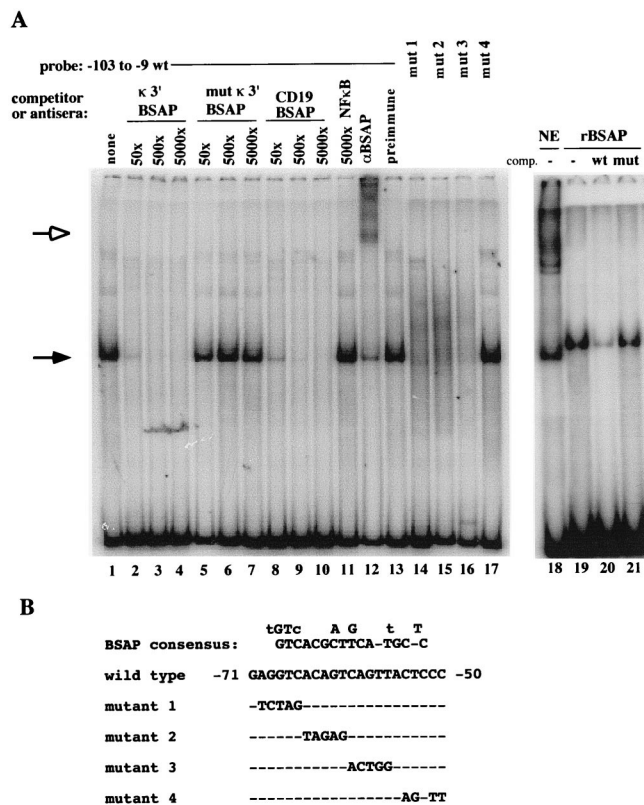 A
probe: -103 to -9 wt
mut 1
mut 2
mut 3
mut 4
competitor or antisera:
κ 3' BSAP
mut κ 3' BSAP
CD19 BSAP
none
50x
500x
5000x
50x
500x
5000x
50x
500x
5000x
5000x NFκB
αBSAP
preimmune
NE rBSAP
comp. - - wt mut
1 2 3 4 5 6 7 8 9 10 11 12 13 14 15 16 17 18 19 20 21
B
tGTc A G t T
BSAP consensus: GTCACGCTTCA-TGC-C
wild type -71 GAGGTCACAGTCAGTTACTCCC -50
mutant 1 -TCTAG----------------
mutant 2 ------TAGAG-----------
mutant 3 -----------ACTGG------
mutant 4 -----------------AG-TT